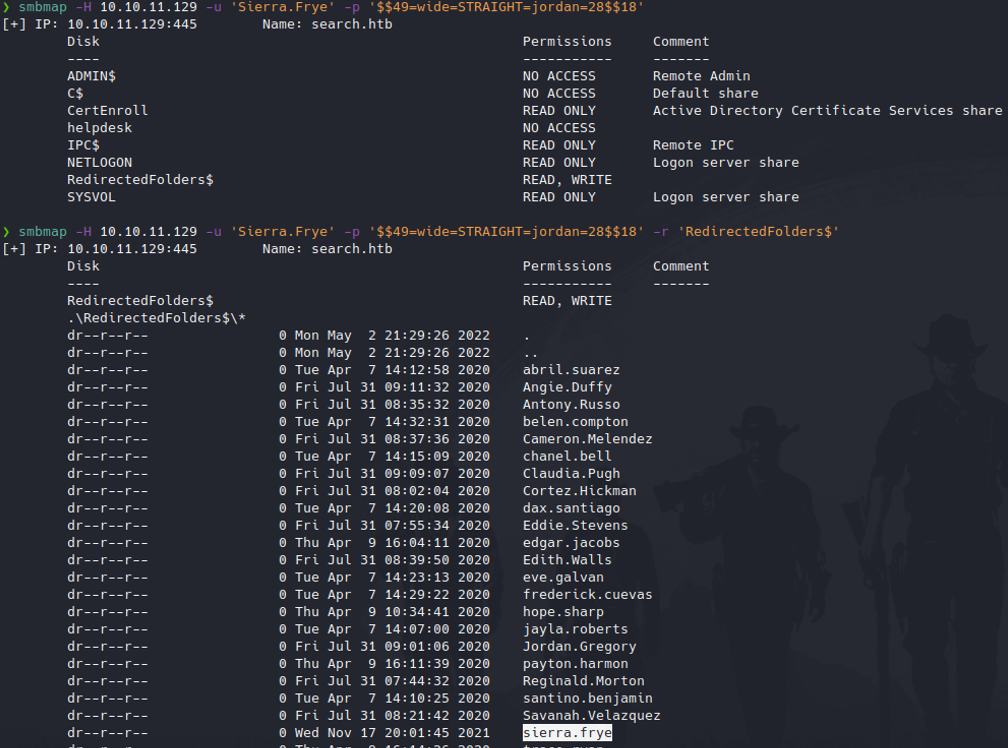 ❯ smbmap -H 10.10.11.129 -u 'Sierra.Frye' -p '$$49=wide=STRAIGHT=jordan=28$$18'
[+] IP: 10.10.11.129:445 Name: search.htb
Disk Permissions Comment
---- ----------- -------
ADMIN$ NO ACCESS Remote Admin
C$ NO ACCESS Default share
CertEnroll READ ONLY Active Directory Certificate Services share
helpdesk NO ACCESS
IPC$ READ ONLY Remote IPC
NETLOGON READ ONLY Logon server share
RedirectedFolders$ READ, WRITE
SYSVOL READ ONLY Logon server share
❯ smbmap -H 10.10.11.129 -u 'Sierra.Frye' -p '$$49=wide=STRAIGHT=jordan=28$$18' -r 'RedirectedFolders$'
[+] IP: 10.10.11.129:445 Name: search.htb
Disk Permissions Comment
---- ----------- -------
RedirectedFolders$ READ, WRITE
.\RedirectedFolders$\*
dr--r--r-- 0 Mon May 2 21:29:26 2022 .
dr--r--r-- 0 Mon May 2 21:29:26 2022 ..
dr--r--r-- 0 Tue Apr 7 14:12:58 2020 abril.suarez
dr--r--r-- 0 Fri Jul 31 09:11:32 2020 Angie.Duffy
dr--r--r-- 0 Fri Jul 31 08:35:32 2020 Antony.Russo
dr--r--r-- 0 Tue Apr 7 14:32:31 2020 belen.compton
dr--r--r-- 0 Fri Jul 31 08:37:36 2020 Cameron.Melendez
dr--r--r-- 0 Tue Apr 7 14:15:09 2020 chanel.bell
dr--r--r-- 0 Fri Jul 31 09:09:07 2020 Claudia.Pugh
dr--r--r-- 0 Fri Jul 31 08:02:04 2020 Cortez.Hickman
dr--r--r-- 0 Tue Apr 7 14:20:08 2020 dax.santiago
dr--r--r-- 0 Fri Jul 31 07:55:34 2020 Eddie.Stevens
dr--r--r-- 0 Thu Apr 9 16:04:11 2020 edgar.jacobs
dr--r--r-- 0 Fri Jul 31 08:39:50 2020 Edith.Walls
dr--r--r-- 0 Tue Apr 7 14:23:13 2020 eve.galvan
dr--r--r-- 0 Tue Apr 7 14:29:22 2020 frederick.cuevas
dr--r--r-- 0 Thu Apr 9 10:34:41 2020 hope.sharp
dr--r--r-- 0 Tue Apr 7 14:07:00 2020 jayla.roberts
dr--r--r-- 0 Fri Jul 31 09:01:06 2020 Jordan.Gregory
dr--r--r-- 0 Thu Apr 9 16:11:39 2020 payton.harmon
dr--r--r-- 0 Fri Jul 31 07:44:32 2020 Reginald.Morton
dr--r--r-- 0 Tue Apr 7 14:10:25 2020 santino.benjamin
dr--r--r-- 0 Fri Jul 31 08:21:42 2020 Savanah.Velazquez
dr--r--r-- 0 Wed Nov 17 20:01:45 2021 sierra.frye